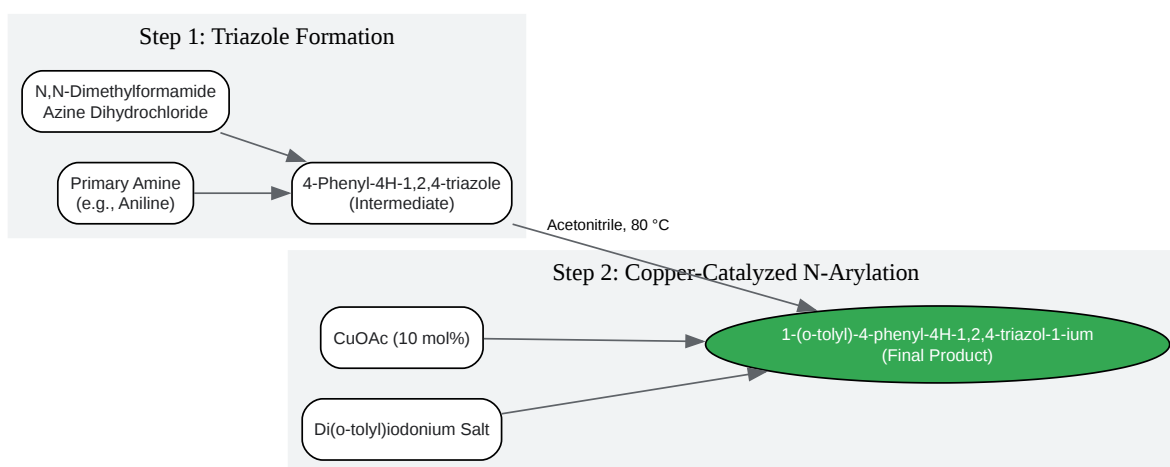 Step 1: Triazole Formation
N,N-Dimethylformamide
Azine Dihydrochloride
Primary Amine
(e.g., Aniline)
4-Phenyl-4H-1,2,4-triazole
(Intermediate)
Acetonitrile, 80 °C
Step 2: Copper-Catalyzed N-Arylation
CuOAc (10 mol%)
1-(o-tolyl)-4-phenyl-4H-1,2,4-triazol-1-ium
(Final Product)
Di(o-tolyl)iodonium Salt